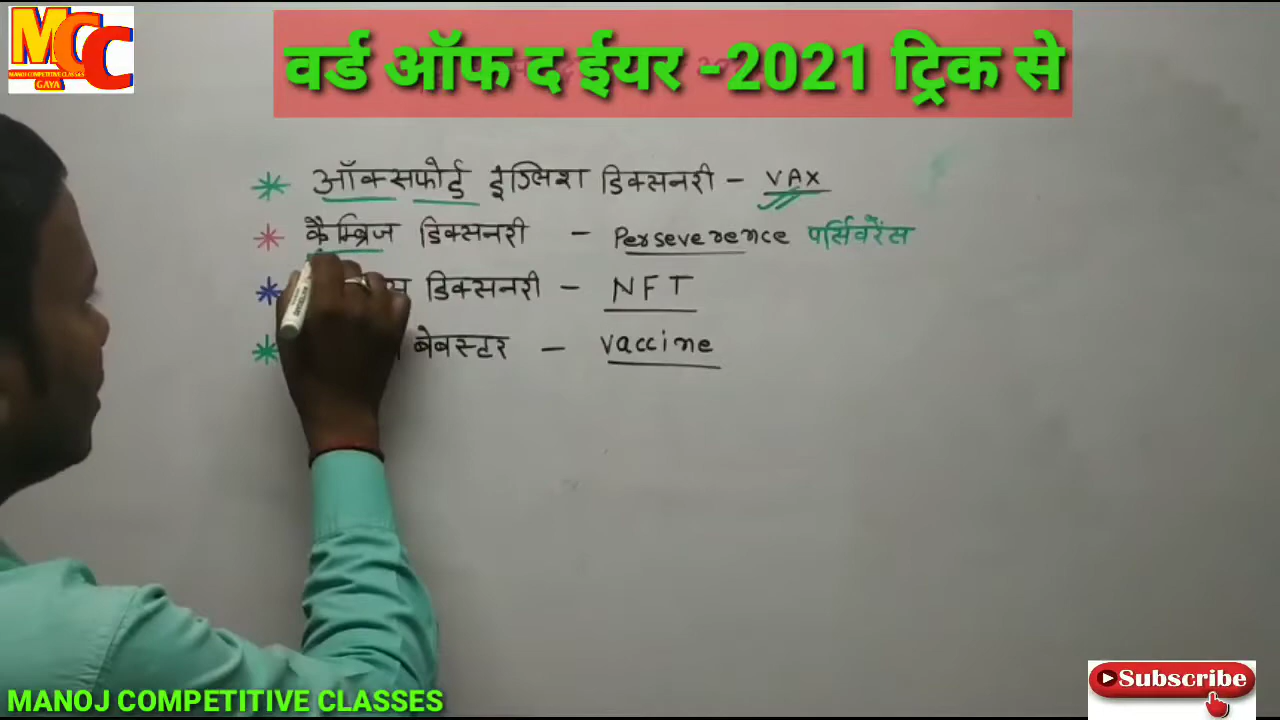 MCC
MANOJ COMPETITIVE CLASSES
GAYA
वर्ड ऑफ द ईयर -2021 ट्रिक से
ऑक्सफोर्ड इंग्लिश डिक्सनरी - VAX
कैम्ब्रिज डिक्सनरी - Perseverence पर्सिवरेंस
डिक्सनरी - NFT
बेबस्टर - Vaccine
MANOJ COMPETITIVE CLASSES
Subscribe